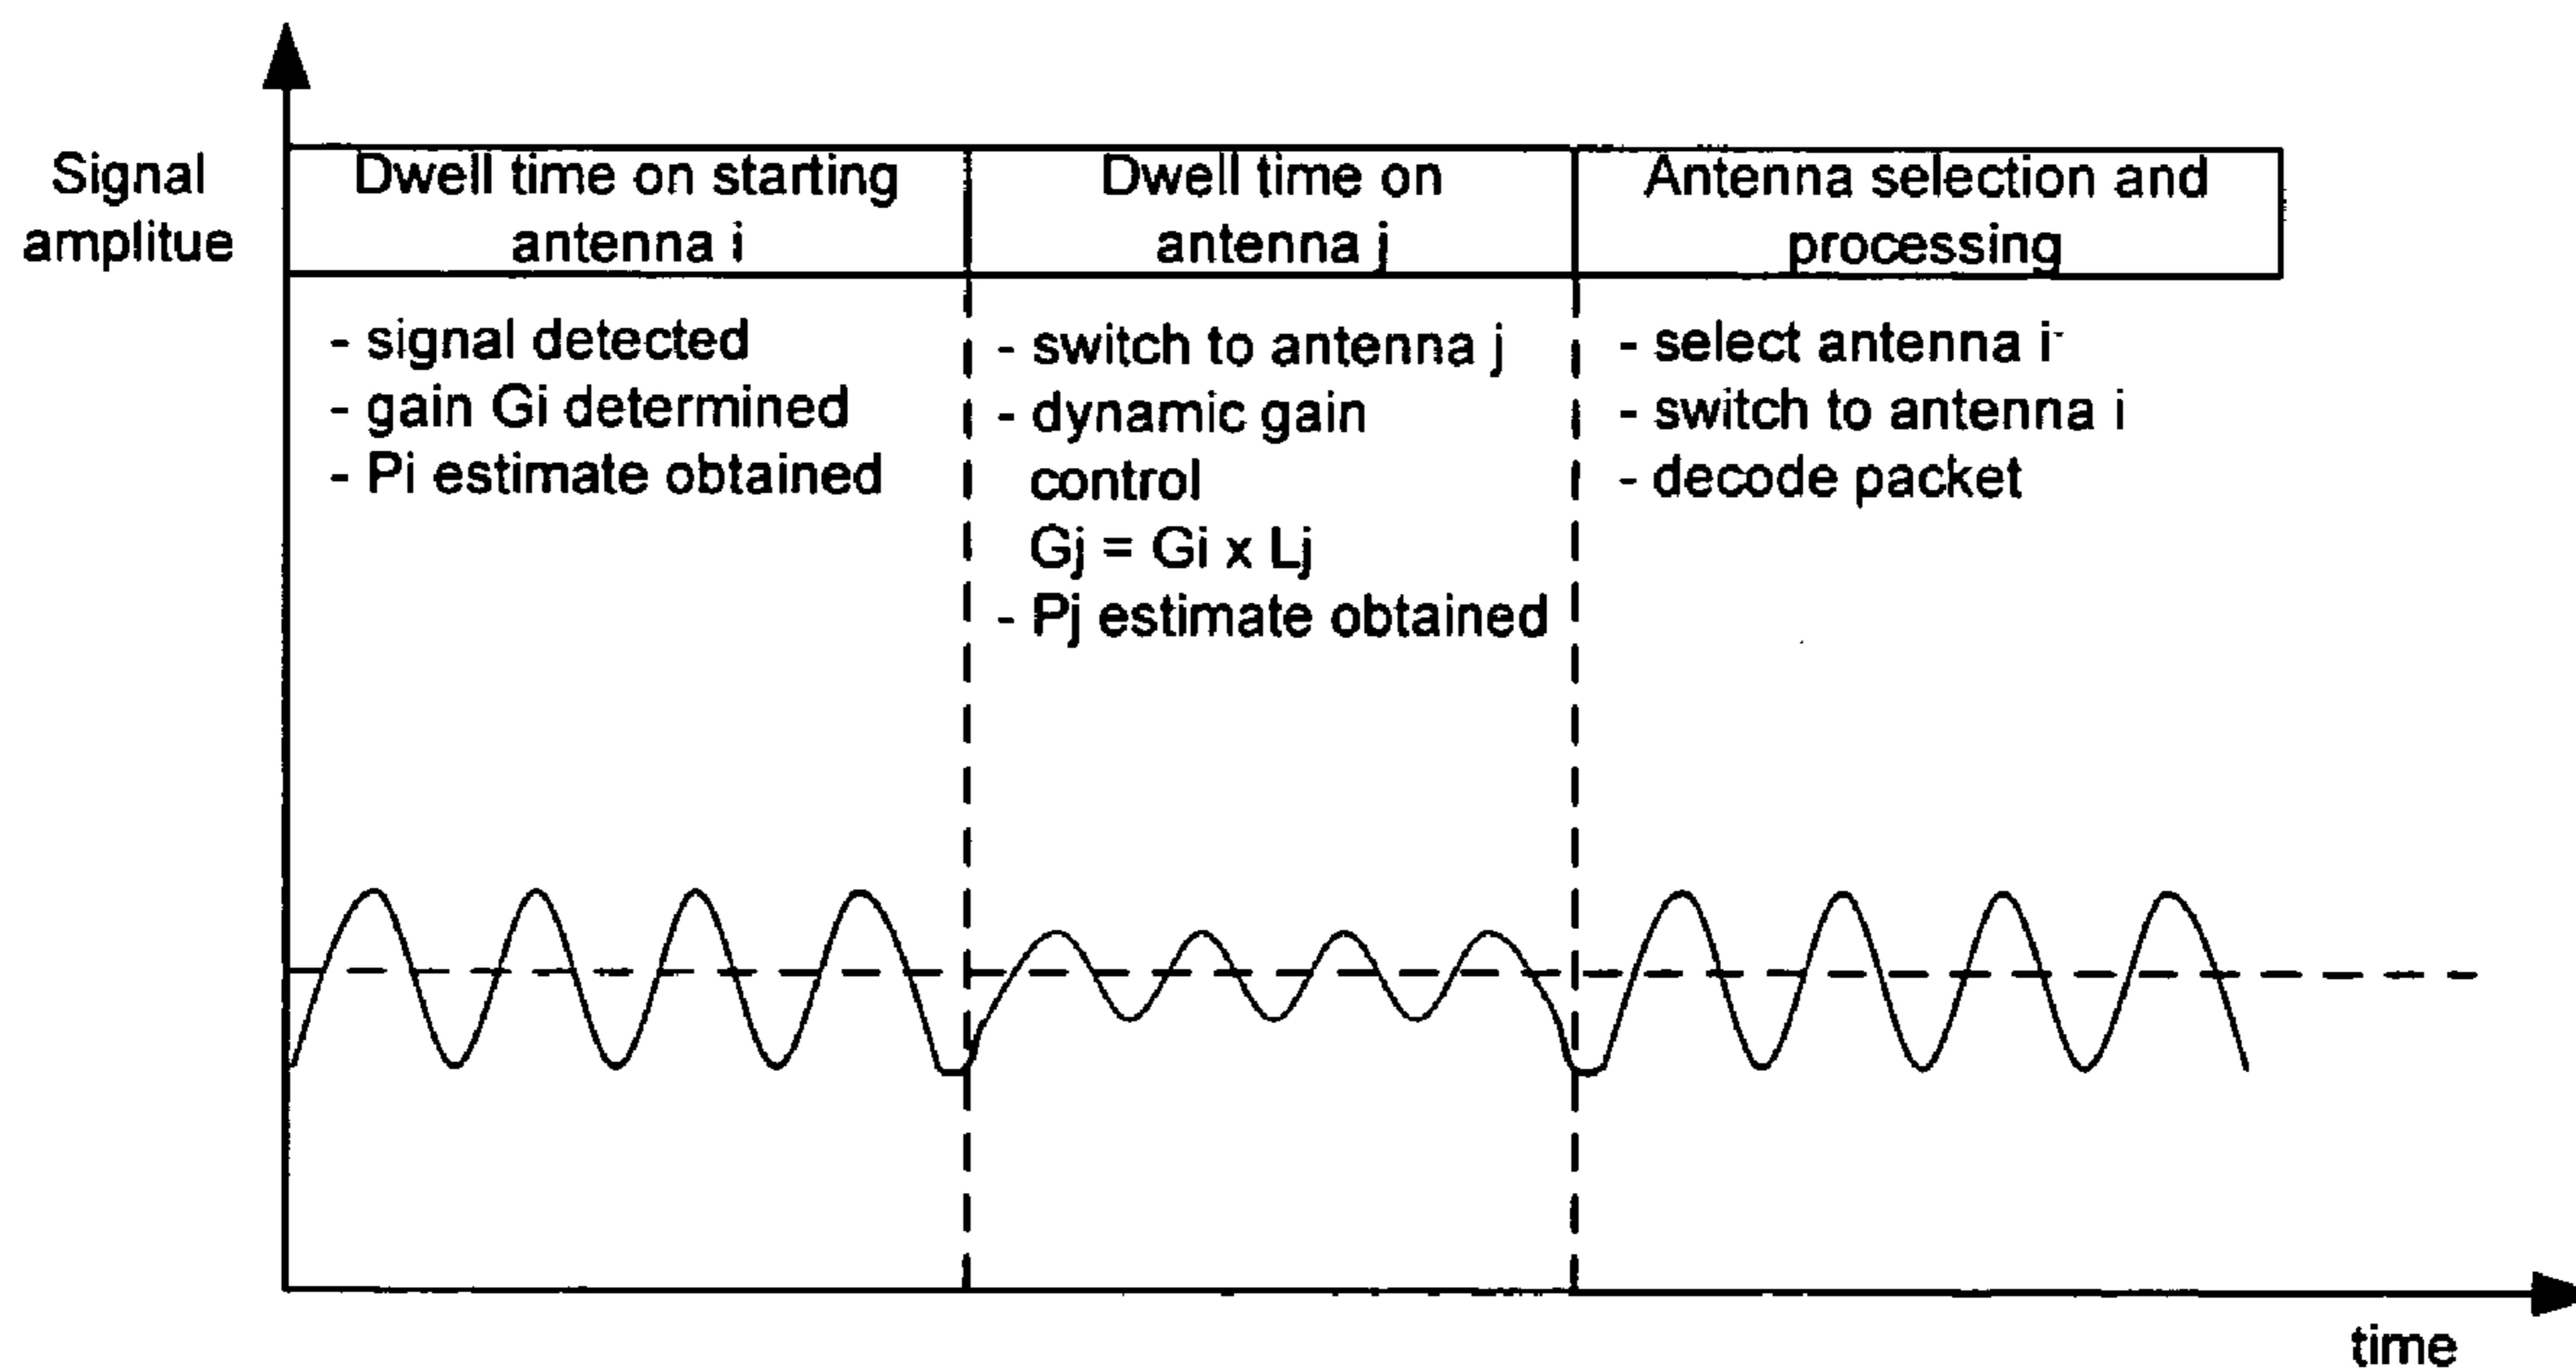 Signal
amplitue
Dwell time on starting
antenna i
Dwell time on
antenna j
Antenna selection and
processing
- signal detected
- gain Gi determined
- Pi estimate obtained
- switch to antenna j
- dynamic gain
control
Gj = Gi x Lj
- Pj estimate obtained
- select antenna i
- switch to antenna i
- decode packet
time